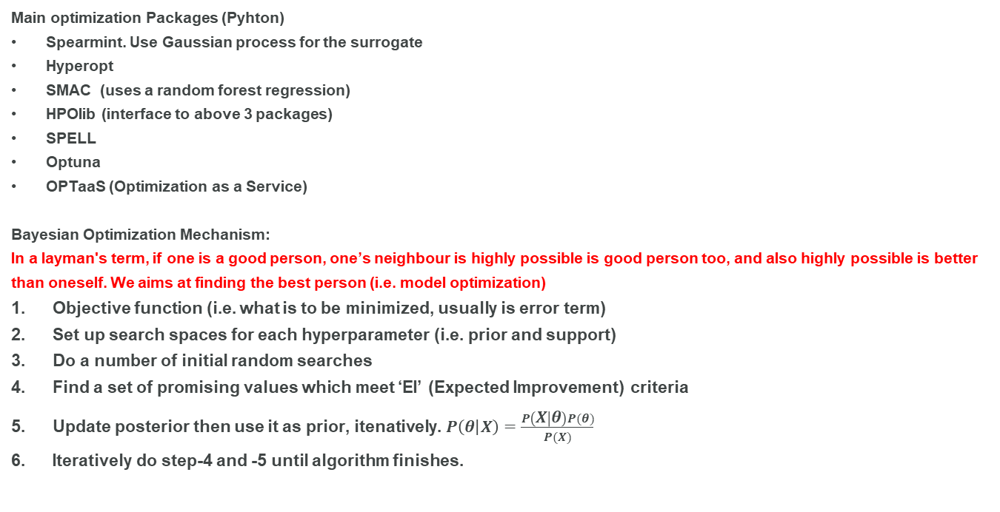 Main optimization Packages (Pyhton)
• Spearmint. Use Gaussian process for the surrogate
• Hyperopt
• SMAC (uses a random forest regression)
• HPOlib (interface to above 3 packages)
• SPELL
• Optuna
• OPTaaS (Optimization as a Service)
Bayesian Optimization Mechanism:
In a layman's term, if one is a good person, one’s neighbour is highly possible is good person too, and also highly possible is better
than oneself. We aims at finding the best person (i.e. model optimization)
1. Objective function (i.e. what is to be minimized, usually is error term)
2. Set up search spaces for each hyperparameter (i.e. prior and support)
3. Do a number of initial random searches
4. Find a set of promising values which meet ‘EI’ (Expected Improvement) criteria
5. Update posterior then use it as prior, itenatively. P(θ|X) = P(X|θ)P(θ) / P(X)
6. Iteratively do step-4 and -5 until algorithm finishes.